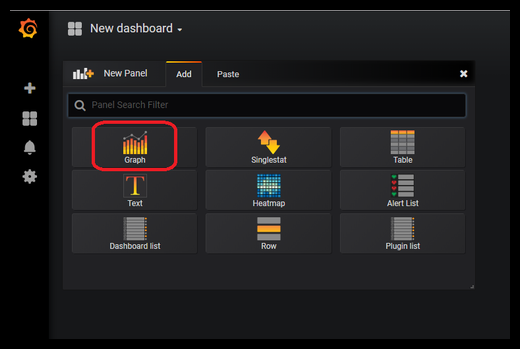 New dashboard
New Panel
Add
Paste
Panel Search Filter
Graph
Singlestat
Table
Text
Heatmap
Alert List
Dashboard list
Row
Plugin list